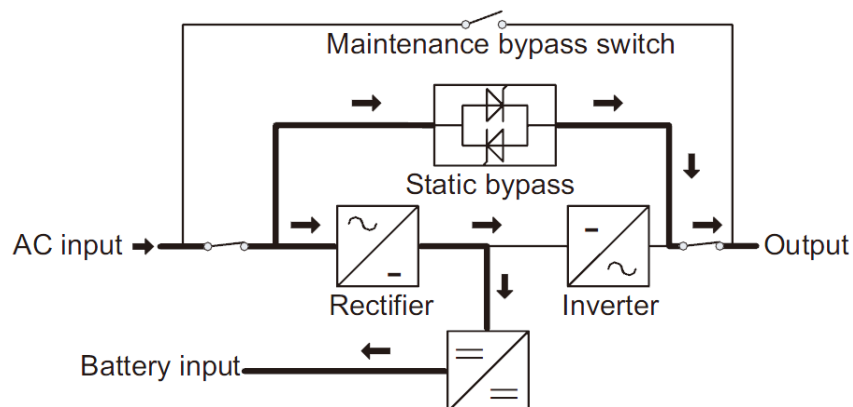 Maintenance bypass switch
Static bypass
AC input
Output
Rectifier
Inverter
Battery input